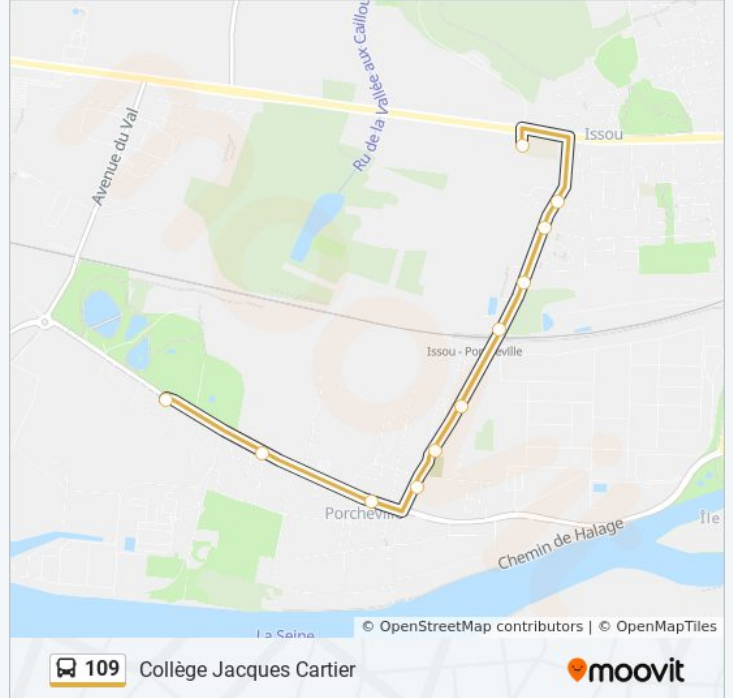 Ru de la Vallée aux Caillou
Avenue du Val
Issou
Issou - Porcheville
Porcheville
Chemin de Halage
Île
La Seine
© OpenStreetMap contributors | © OpenMapTiles
109 Collège Jacques Cartier
moovit